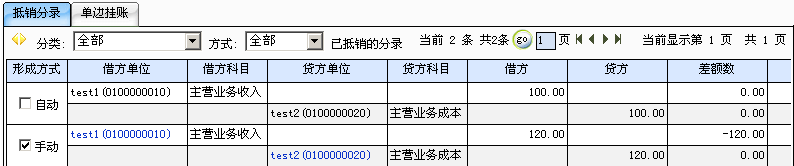 抵销分录 单边挂账
分类: 全部 方式: 全部 已抵销的分录 当前 2 条 共2条 go 1 页 当前显示第 1 页 共 1 页
形成方式 借方单位 借方科目 贷方单位 贷方科目 借方 贷方 差额数
自动 test1(0100000010) 主营业务收入 100.00 0.00
test2(0100000020) 主营业务成本 100.00 0.00
手动 test1(0100000010) 主营业务收入 120.00 -120.00
test2(0100000020) 主营业务成本 120.00 0.00